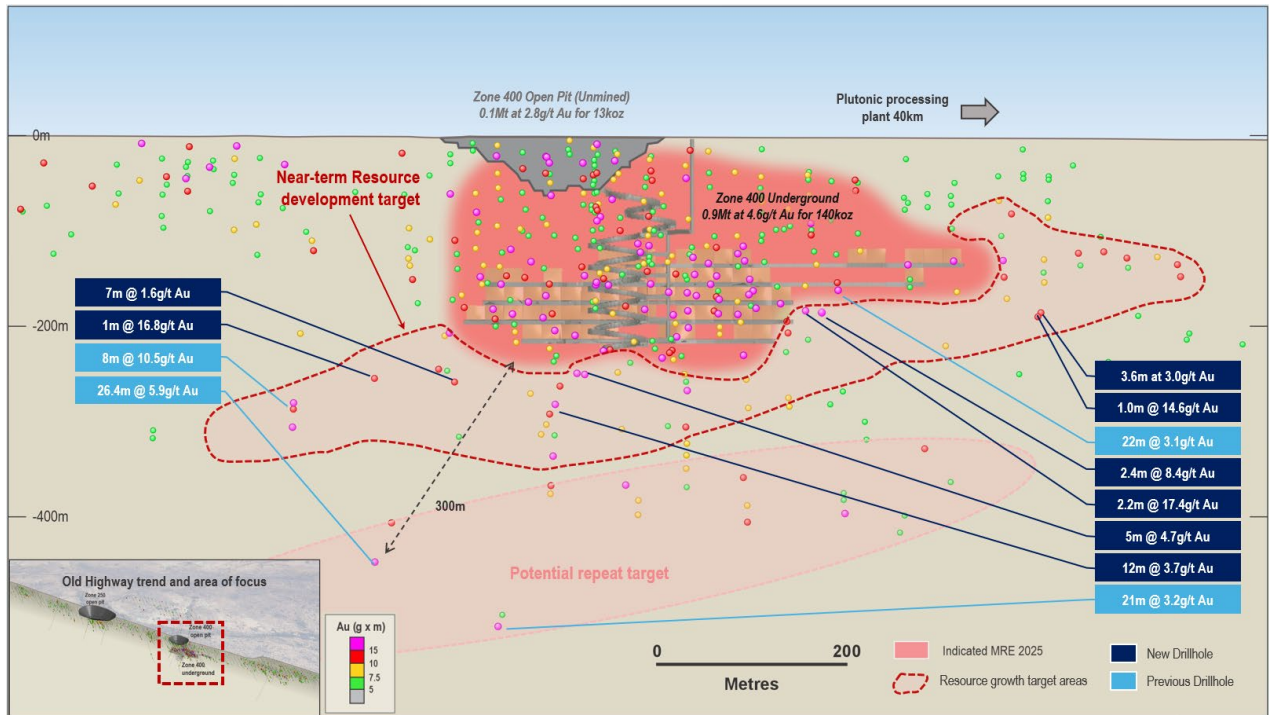 Zone 400 Open Pit (Unmined)
0.1Mt at 2.8g/t Au for 13koz
Plutonic processing
plant 40km
0m
Near-term Resource
development target
Zone 400 Underground
0.9Mt at 4.6g/t Au for 140koz
7m @ 1.6g/t Au
1m @ 16.8g/t Au
8m @ 10.5g/t Au
26.4m @ 5.9g/t Au
-200m
3.6m at 3.0g/t Au
1.0m @ 14.6g/t Au
22m @ 3.1g/t Au
2.4m @ 8.4g/t Au
2.2m @ 17.4g/t Au
5m @ 4.7g/t Au
12m @ 3.7g/t Au
21m @ 3.2g/t Au
300m
-400m
Potential repeat target
Old Highway trend and area of focus
Zone 250
open pit
Zone 400
open pit
Zone 400
underground
Au (g x m)
15
10
7.5
5
0
200
Metres
Indicated MRE 2025
Resource growth target areas
New Drillhole
Previous Drillhole